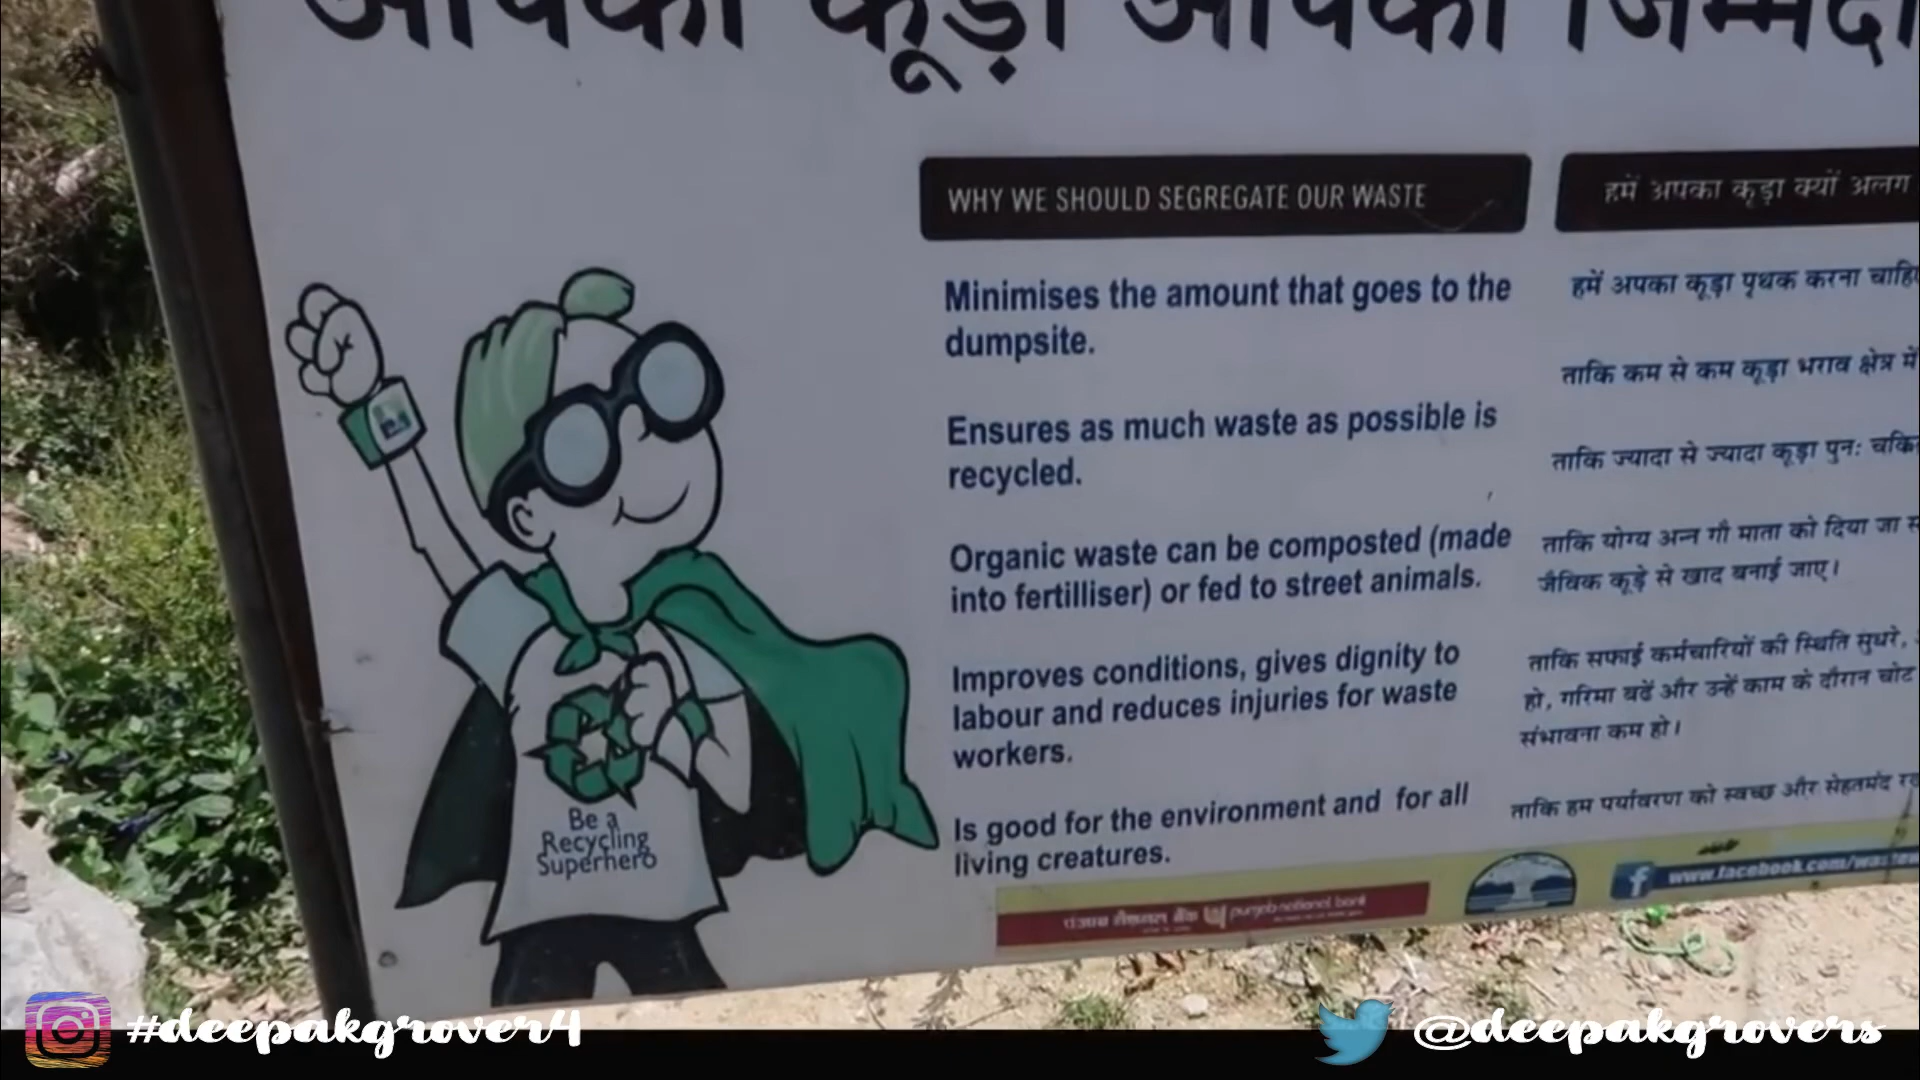 आपका कूड़ा आपकी
WHY WE SHOULD SEGREGATE OUR WASTE
Minimises the amount that goes to the
dumpsite.
Ensures as much waste as possible is
recycled.
Organic waste can be composted (made
into fertilliser) or fed to street animals.
Improves conditions, gives dignity to
labour and reduces injuries for waste
workers.
Is good for the environment and for all
living creatures.
हमें अपका कूड़ा क्यों अलग
हमें अपका कूड़ा पृथक करना
ताकि कम से कम कूड़ा भराव क्षेत्र में
ताकि ज्यादा से ज्यादा कूड़ा पुनः
ताकि योग्य अन्न गौ माता को दिया जा
जैविक कूड़े से खाद बनाई जाए।
ताकि सफाई कर्मचारियों की स्थिति सुधरे,
हो, गरिमा बढें और उन्हें काम के दौरान चोट
संभावना कम हो।
ताकि हम पर्यावरण को स्वच्छ और सेहतमंद
Be a
Recycling
Superhero
पंजाब नैशनल बैंक punjab national bank
www.facebook.com/
#deepakgrover4
@deepakgrovers